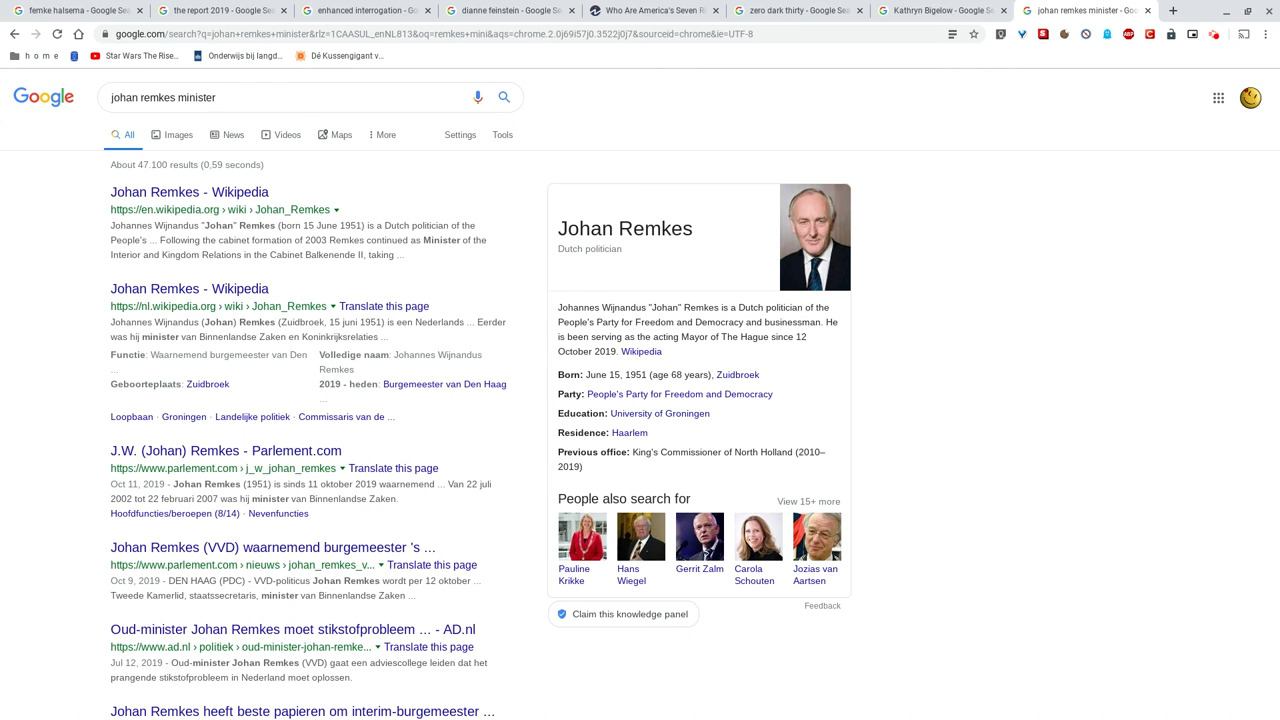 femke halsema - Google Sea
the report 2019 - Google Sea
enhanced interrogation - Goo
dianne feinstein - Google Sea
Who Are America's Seven Ri
zero dark thirty - Google Sea
Kathryn Bigelow - Google Sea
johan remkes minister - Goo
google.com/search?q=johan+remkes+minister&rlz=1CAASUL_enNL813&oq=remkes+mini&aqs=chrome.2.0j69i57j0.3522j0j7&sourceid=chrome&ie=UTF-8
h o m e
Star Wars The Rise...
Onderwijs bij langd...
Dé Kussengigant v...
Google
johan remkes minister
All
Images
News
Videos
Maps
More
Settings
Tools
About 47.100 results (0,59 seconds)
Johan Remkes - Wikipedia
https://en.wikipedia.org › wiki › Johan_Remkes
Johannes Wijnandus "Johan" Remkes (born 15 June 1951) is a Dutch politician of the
People's ... Following the cabinet formation of 2003 Remkes continued as Minister of the
Interior and Kingdom Relations in the Cabinet Balkenende II, taking ...
Johan Remkes - Wikipedia
https://nl.wikipedia.org › wiki › Johan_Remkes Translate this page
Johannes Wijnandus (Johan) Remkes (Zuidbroek, 15 juni 1951) is een Nederlands ... Eerder
was hij minister van Binnenlandse Zaken en Koninkrijksrelaties ...
Functie: Waarnemend burgemeester van Den
...
Volledige naam: Johannes Wijnandus
Remkes
Geboorteplaats: Zuidbroek
2019 - heden: Burgemeester van Den Haag
...
Loopbaan · Groningen · Landelijke politiek · Commissaris van de ...
J.W. (Johan) Remkes - Parlement.com
https://www.parlement.com › j_w_johan_remkes Translate this page
Oct 11, 2019 - Johan Remkes (1951) is sinds 11 oktober 2019 waarnemend ... Van 22 juli
2002 tot 22 februari 2007 was hij minister van Binnenlandse Zaken.
Hoofdfuncties/beroepen (8/14) · Nevenfuncties
Johan Remkes (VVD) waarnemend burgemeester 's ...
https://www.parlement.com › nieuws › johan_remkes_v... Translate this page
Oct 9, 2019 - DEN HAAG (PDC) - VVD-politicus Johan Remkes wordt per 12 oktober ...
Tweede Kamerlid, staatssecretaris, minister van Binnenlandse Zaken ...
Oud-minister Johan Remkes moet stikstofprobleem ... - AD.nl
https://www.ad.nl › politiek › oud-minister-johan-remke... Translate this page
Jul 12, 2019 - Oud-minister Johan Remkes (VVD) gaat een adviescollege leiden dat het
prangende stikstofprobleem in Nederland moet oplossen.
Johan Remkes heeft beste papieren om interim-burgemeester ...
Johan Remkes
Dutch politician
Johannes Wijnandus "Johan" Remkes is a Dutch politician of the
People's Party for Freedom and Democracy and businessman. He
is been serving as the acting Mayor of The Hague since 12
October 2019. Wikipedia
Born: June 15, 1951 (age 68 years), Zuidbroek
Party: People's Party for Freedom and Democracy
Education: University of Groningen
Residence: Haarlem
Previous office: King's Commissioner of North Holland (2010–
2019)
People also search for
View 15+ more
Pauline
Krikke
Hans
Wiegel
Gerrit Zalm
Carola
Schouten
Jozias van
Aartsen
Feedback
Claim this knowledge panel